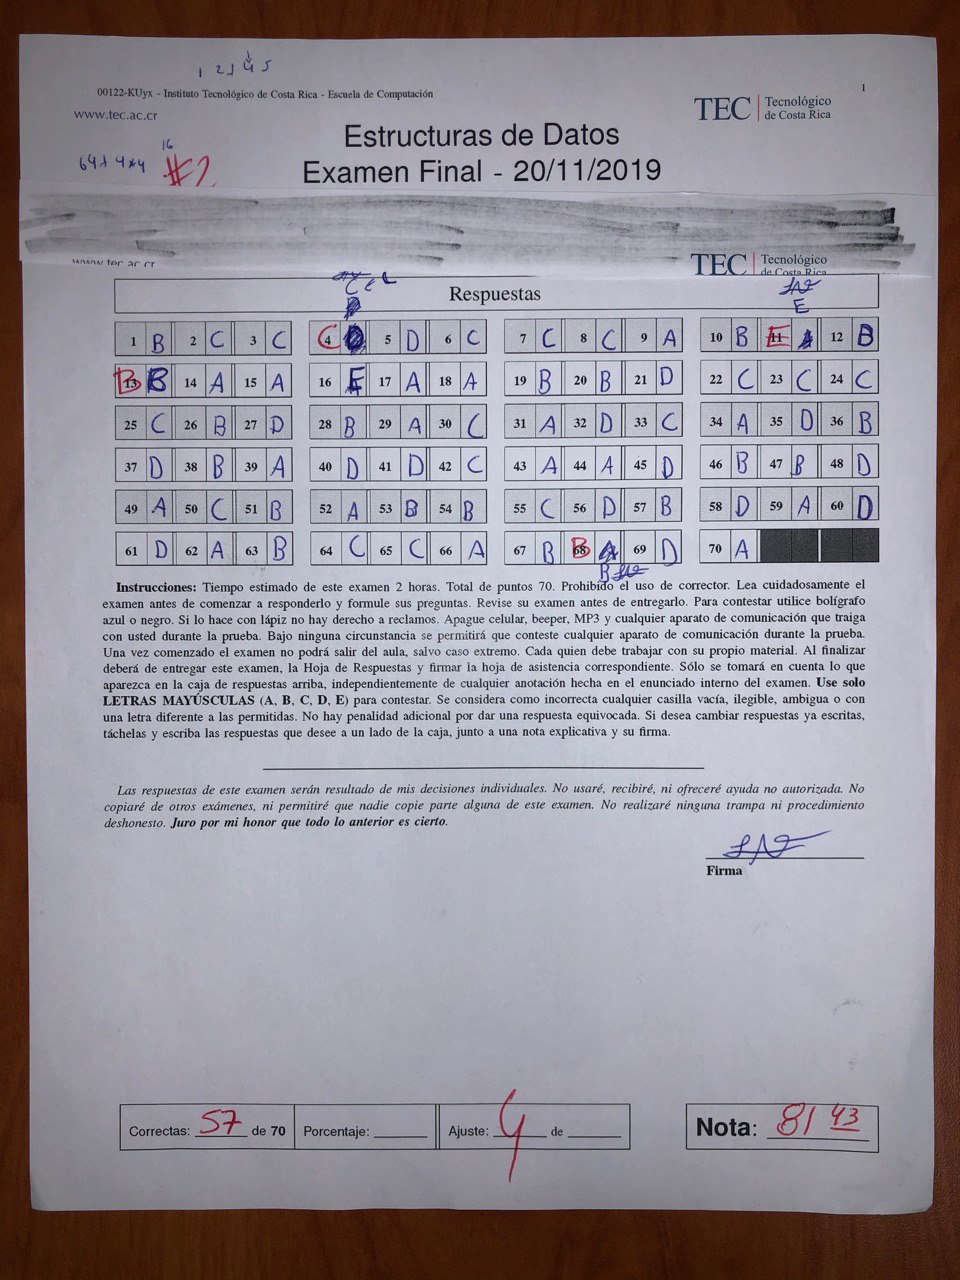 1 2 3 4 5
00122-KUyx - Instituto Tecnológico de Costa Rica - Escuela de Computación
1
www.tec.ac.cr
TEC Tecnológico de Costa Rica
Estructuras de Datos
64+4*4 16 #2
Examen Final - 20/11/2019
www.tec.ac.cr
TEC Tecnológico de Costa Rica
Respuestas
E
1 B 2 C 3 C 4 C 5 D 6 C 7 C 8 C 9 A 10 B 11 E A 12 B
13 B B 14 A 15 A 16 E 17 A 18 A 19 B 20 B 21 D 22 C 23 C 24 C
25 C 26 B 27 D 28 B 29 A 30 C 31 A 32 D 33 C 34 A 35 D 36 B
37 D 38 B 39 A 40 D 41 D 42 C 43 A 44 A 45 D 46 B 47 B 48 D
49 A 50 C 51 B 52 A 53 B 54 B 55 C 56 D 57 B 58 D 59 A 60 D
61 D 62 A 63 B 64 C 65 C 66 A 67 B 68 B 69 D 70 A
B
Instrucciones: Tiempo estimado de este examen 2 horas. Total de puntos 70. Prohibido el uso de corrector. Lea cuidadosamente el
examen antes de comenzar a responderlo y formule sus preguntas. Revise su examen antes de entregarlo. Para contestar utilice bolígrafo
azul o negro. Si lo hace con lápiz no hay derecho a reclamos. Apague celular, beeper, MP3 y cualquier aparato de comunicación que traiga
con usted durante la prueba. Bajo ninguna circunstancia se permitirá que conteste cualquier aparato de comunicación durante la prueba.
Una vez comenzado el examen no podrá salir del aula, salvo caso extremo. Cada quien debe trabajar con su propio material. Al finalizar
deberá de entregar este examen, la Hoja de Respuestas y firmar la hoja de asistencia correspondiente. Sólo se tomará en cuenta lo que
aparezca en la caja de respuestas arriba, independientemente de cualquier anotación hecha en el enunciado interno del examen. Use solo
LETRAS MAYÚSCULAS (A, B, C, D, E) para contestar. Se considera como incorrecta cualquier casilla vacía, ilegible, ambigua o con
una letra diferente a las permitidas. No hay penalidad adicional por dar una respuesta equivocada. Si desea cambiar respuestas ya escritas,
táchelas y escriba las respuestas que desee a un lado de la caja, junto a una nota explicativa y su firma.
Las respuestas de este examen serán resultado de mis decisiones individuales. No usaré, recibiré, ni ofreceré ayuda no autorizada. No
copiaré de otros exámenes, ni permitiré que nadie copie parte alguna de este examen. No realizaré ninguna trampa ni procedimiento
deshonesto. Juro por mi honor que todo lo anterior es cierto.
Firma
Correctas: 57 de 70 Porcentaje: Ajuste: 4 de Nota: 81 43